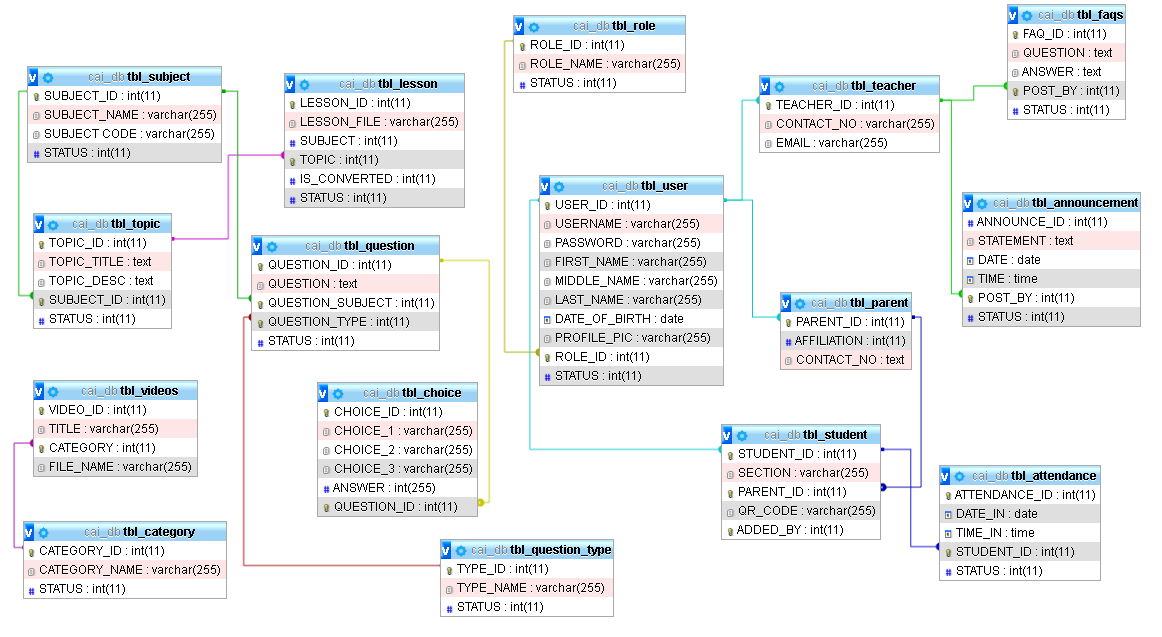 cai_db tbl_subject
SUBJECT_ID : int(11)
SUBJECT_NAME : varchar(255)
SUBJECT CODE : varchar(255)
STATUS : int(11)
cai_db tbl_lesson
LESSON_ID : int(11)
LESSON_FILE : varchar(255)
SUBJECT : int(11)
TOPIC : int(11)
IS_CONVERTED : int(11)
STATUS : int(11)
cai_db tbl_role
ROLE_ID : int(11)
ROLE_NAME : varchar(255)
STATUS : int(11)
cai_db tbl_teacher
TEACHER_ID : int(11)
CONTACT_NO : varchar(255)
EMAIL : varchar(255)
cai_db tbl_faqs
FAQ_ID : int(11)
QUESTION : text
ANSWER : text
POST_BY : int(11)
STATUS : int(11)
cai_db tbl_topic
TOPIC_ID : int(11)
TOPIC_TITLE : text
TOPIC_DESC : text
SUBJECT_ID : int(11)
STATUS : int(11)
cai_db tbl_question
QUESTION_ID : int(11)
QUESTION : text
QUESTION_SUBJECT : int(11)
QUESTION_TYPE : int(11)
STATUS : int(11)
cai_db tbl_user
USER_ID : int(11)
USERNAME : varchar(255)
PASSWORD : varchar(255)
FIRST_NAME : varchar(255)
MIDDLE_NAME : varchar(255)
LAST_NAME : varchar(255)
DATE_OF_BIRTH : date
PROFILE_PIC : varchar(255)
ROLE_ID : int(11)
STATUS : int(11)
cai_db tbl_announcement
ANNOUNCE_ID : int(11)
STATEMENT : text
DATE : date
TIME : time
POST_BY : int(11)
STATUS : int(11)
cai_db tbl_parent
PARENT_ID : int(11)
AFFILIATION : int(11)
CONTACT_NO : text
cai_db tbl_videos
VIDEO_ID : int(11)
TITLE : varchar(255)
CATEGORY : int(11)
FILE_NAME : varchar(255)
cai_db tbl_choice
CHOICE_ID : int(11)
CHOICE_1 : varchar(255)
CHOICE_2 : varchar(255)
CHOICE_3 : varchar(255)
ANSWER : int(255)
QUESTION_ID : int(11)
cai_db tbl_student
STUDENT_ID : int(11)
SECTION : varchar(255)
PARENT_ID : int(11)
QR_CODE : varchar(255)
ADDED_BY : int(11)
cai_db tbl_attendance
ATTENDANCE_ID : int(11)
DATE_IN : date
TIME_IN : time
STUDENT_ID : int(11)
STATUS : int(11)
cai_db tbl_category
CATEGORY_ID : int(11)
CATEGORY_NAME : varchar(255)
STATUS : int(11)
cai_db tbl_question_type
TYPE_ID : int(11)
TYPE_NAME : varchar(255)
STATUS : int(11)